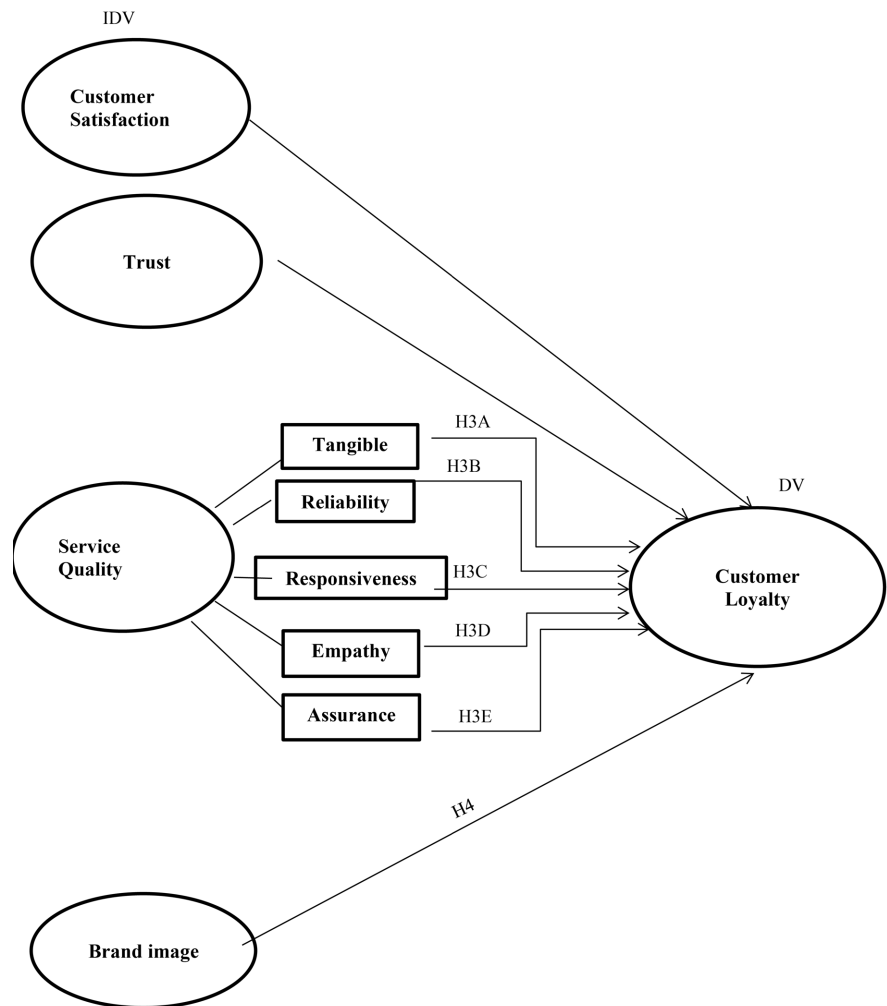 IDV
Customer
Satisfaction
Trust
H3A
Tangible
H3B
Reliability
DV
Service
Quality
H3C
Responsiveness
Customer
Loyalty
H3D
Empathy
Assurance
H3E
H4
Brand image